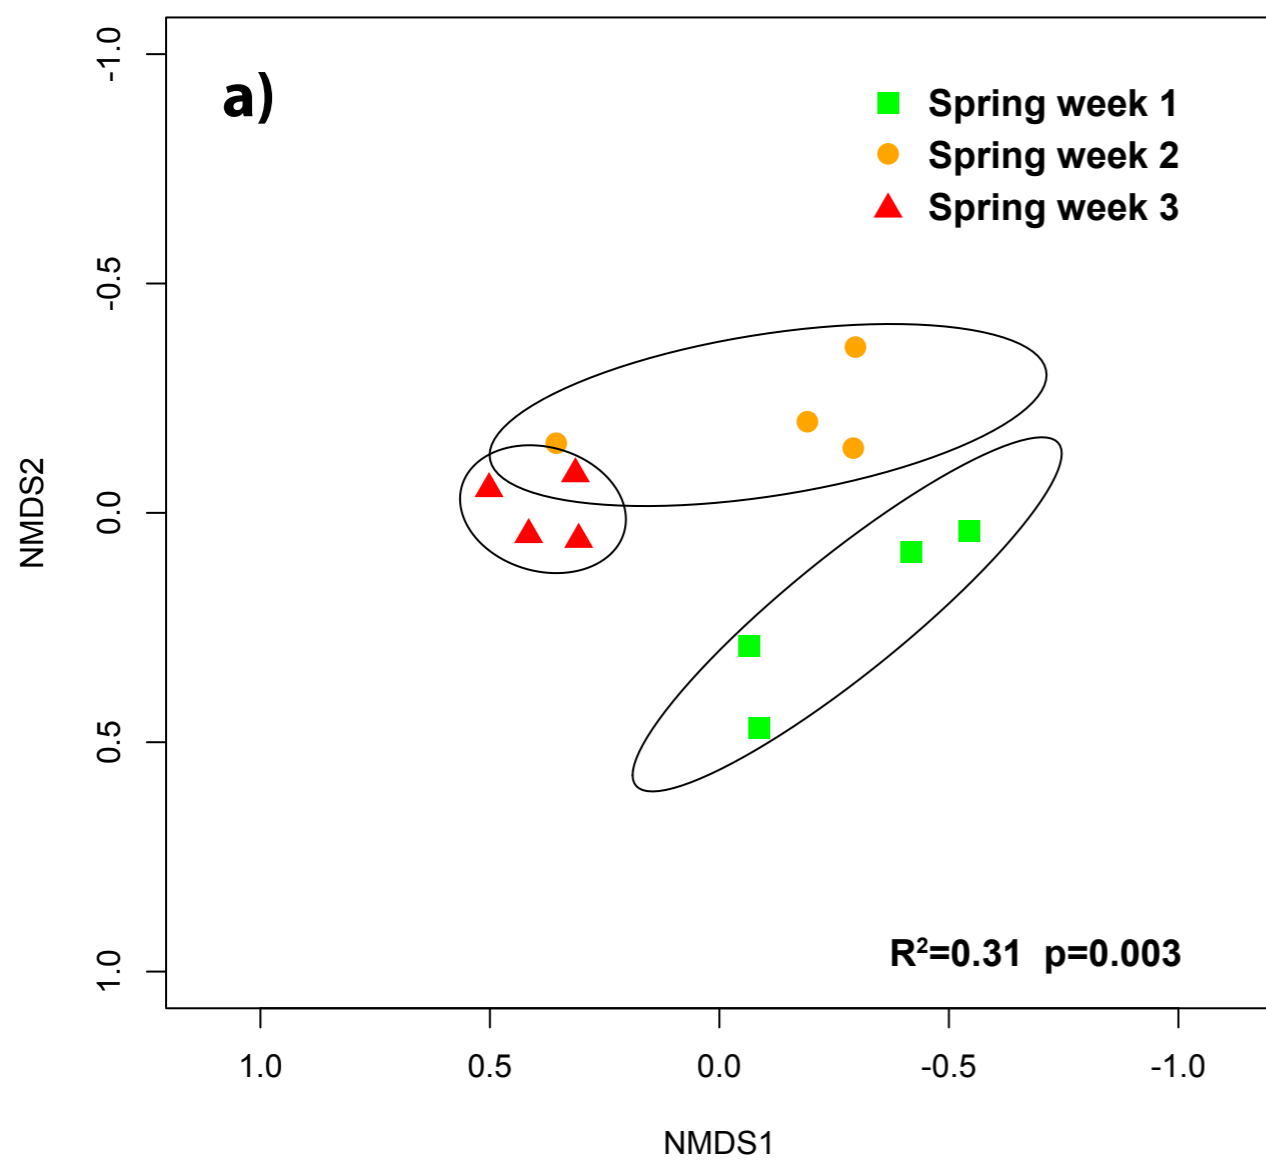 a)
Spring week 1
Spring week 2
Spring week 3
-1.0
-0.5
0.0
0.5
1.0
NMDS2
R²=0.31 p=0.003
1.0 0.5 0.0 -0.5 -1.0
NMDS1